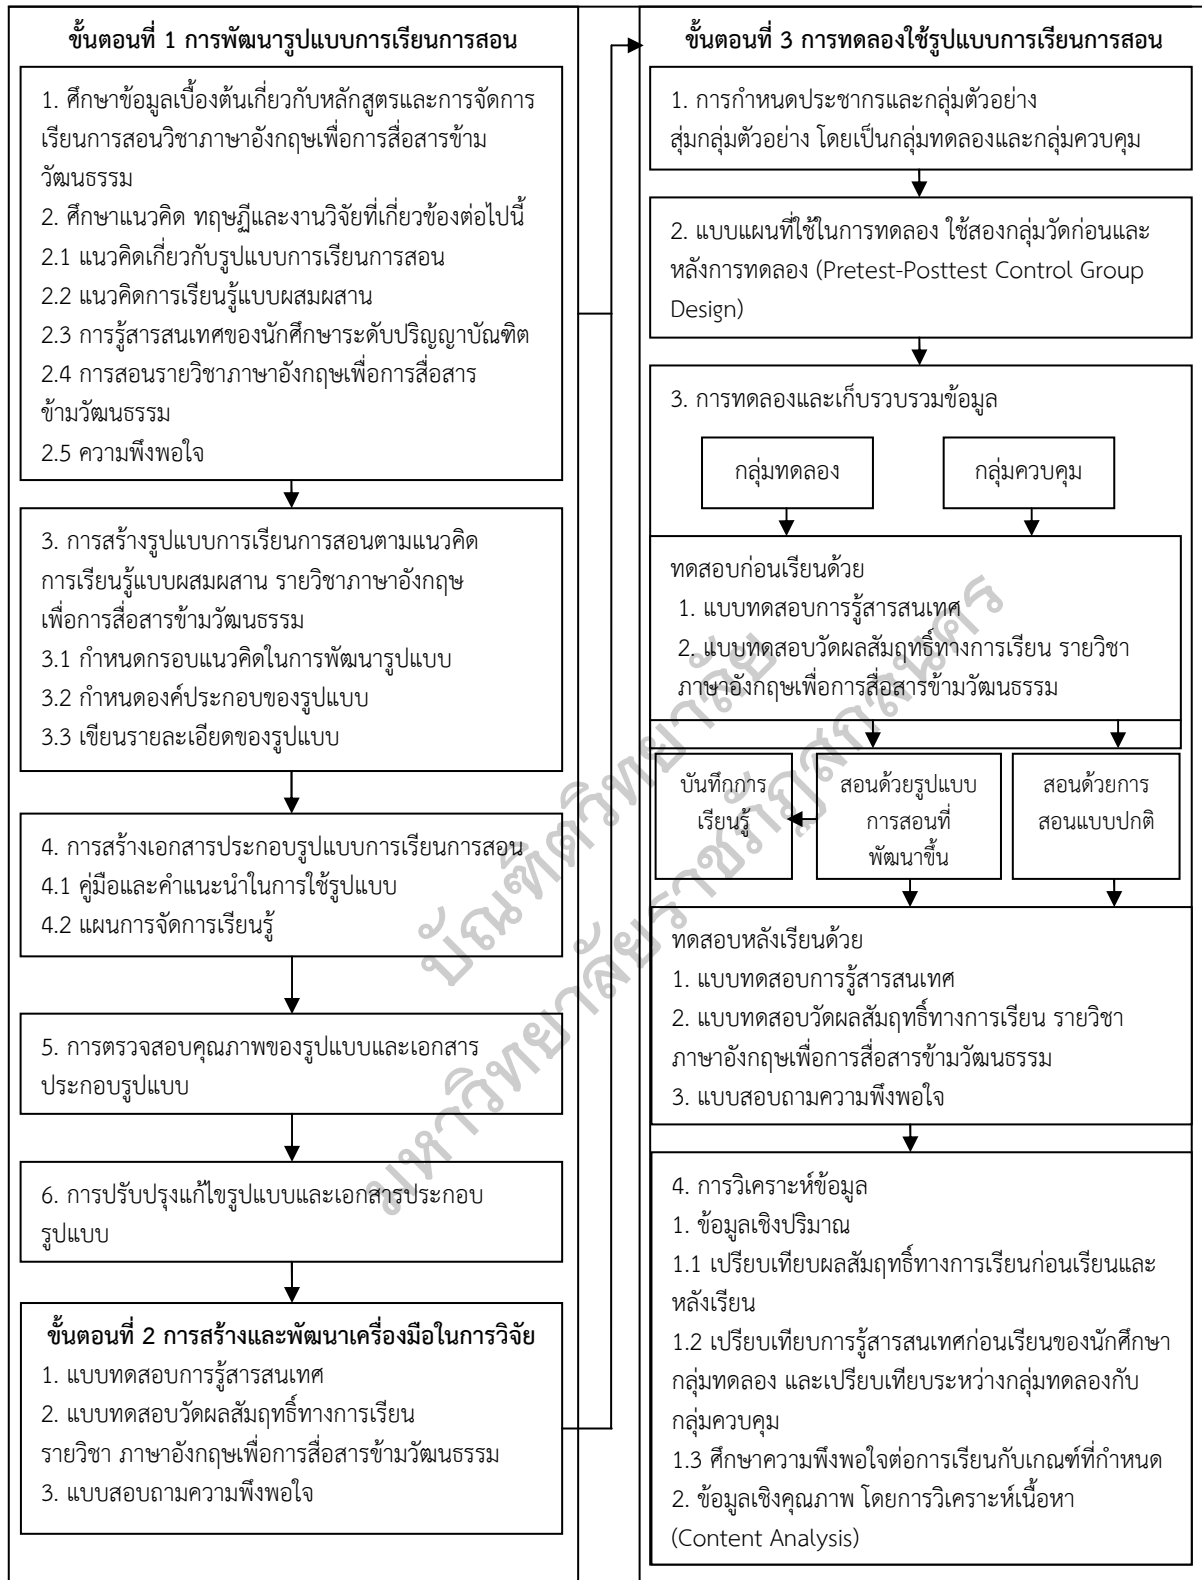 ขั้นตอนที่ 1 การพัฒนารูปแบบการเรียนการสอน
1. ศึกษาข้อมูลเบื้องต้นเกี่ยวกับหลักสูตรและการจัดการ
เรียนการสอนวิชาภาษาอังกฤษเพื่อการสื่อสารข้าม
วัฒนธรรม
2. ศึกษาแนวคิด ทฤษฏีและงานวิจัยที่เกี่ยวข้องต่อไปนี้
2.1 แนวคิดเกี่ยวกับรูปแบบการเรียนการสอน
2.2 แนวคิดการเรียนรู้แบบผสมผสาน
2.3 การรู้สารสนเทศของนักศึกษาระดับปริญญาบัณฑิต
2.4 การสอนรายวิชาภาษาอังกฤษเพื่อการสื่อสาร
ข้ามวัฒนธรรม
2.5 ความพึงพอใจ
3. การสร้างรูปแบบการเรียนการสอนตามแนวคิด
การเรียนรู้แบบผสมผสาน รายวิชาภาษาอังกฤษ
เพื่อการสื่อสารข้ามวัฒนธรรม
3.1 กำหนดกรอบแนวคิดในการพัฒนารูปแบบ
3.2 กำหนดองค์ประกอบของรูปแบบ
3.3 เขียนรายละเอียดของรูปแบบ
4. การสร้างเอกสารประกอบรูปแบบการเรียนการสอน
4.1 คู่มือและคำแนะนำในการใช้รูปแบบ
4.2 แผนการจัดการเรียนรู้
5. การตรวจสอบคุณภาพของรูปแบบและเอกสาร
ประกอบรูปแบบ
6. การปรับปรุงแก้ไขรูปแบบและเอกสารประกอบ
รูปแบบ
ขั้นตอนที่ 2 การสร้างและพัฒนาเครื่องมือในการวิจัย
1. แบบทดสอบการรู้สารสนเทศ
2. แบบทดสอบวัดผลสัมฤทธิ์ทางการเรียน
รายวิชา ภาษาอังกฤษเพื่อการสื่อสารข้ามวัฒนธรรม
3. แบบสอบถามความพึงพอใจ
ขั้นตอนที่ 3 การทดลองใช้รูปแบบการเรียนการสอน
1. การกำหนดประชากรและกลุ่มตัวอย่าง
สุ่มกลุ่มตัวอย่าง โดยเป็นกลุ่มทดลองและกลุ่มควบคุม
2. แบบแผนที่ใช้ในการทดลอง ใช้สองกลุ่มวัดก่อนและ
หลังการทดลอง (Pretest-Posttest Control Group
Design)
3. การทดลองและเก็บรวบรวมข้อมูล
กลุ่มทดลอง
กลุ่มควบคุม
ทดสอบก่อนเรียนด้วย
1. แบบทดสอบการรู้สารสนเทศ
2. แบบทดสอบวัดผลสัมฤทธิ์ทางการเรียน รายวิชา
ภาษาอังกฤษเพื่อการสื่อสารข้ามวัฒนธรรม
บันทึกการ
เรียนรู้
สอนด้วยรูปแบบ
การสอนที่
พัฒนาขึ้น
สอนด้วยการ
สอนแบบปกติ
ทดสอบหลังเรียนด้วย
1. แบบทดสอบการรู้สารสนเทศ
2. แบบทดสอบวัดผลสัมฤทธิ์ทางการเรียน รายวิชา
ภาษาอังกฤษเพื่อการสื่อสารข้ามวัฒนธรรม
3. แบบสอบถามความพึงพอใจ
4. การวิเคราะห์ข้อมูล
1. ข้อมูลเชิงปริมาณ
1.1 เปรียบเทียบผลสัมฤทธิ์ทางการเรียนก่อนเรียนและ
หลังเรียน
1.2 เปรียบเทียบการรู้สารสนเทศก่อนเรียนของนักศึกษา
กลุ่มทดลอง และเปรียบเทียบระหว่างกลุ่มทดลองกับ
กลุ่มควบคุม
1.3 ศึกษาความพึงพอใจต่อการเรียนกับเกณฑ์ที่กำหนด
2. ข้อมูลเชิงคุณภาพ โดยการวิเคราะห์เนื้อหา
(Content Analysis)
บัณฑิตวิทยาลัย
มหาวิทยาลัยราชภัฏสกลนคร